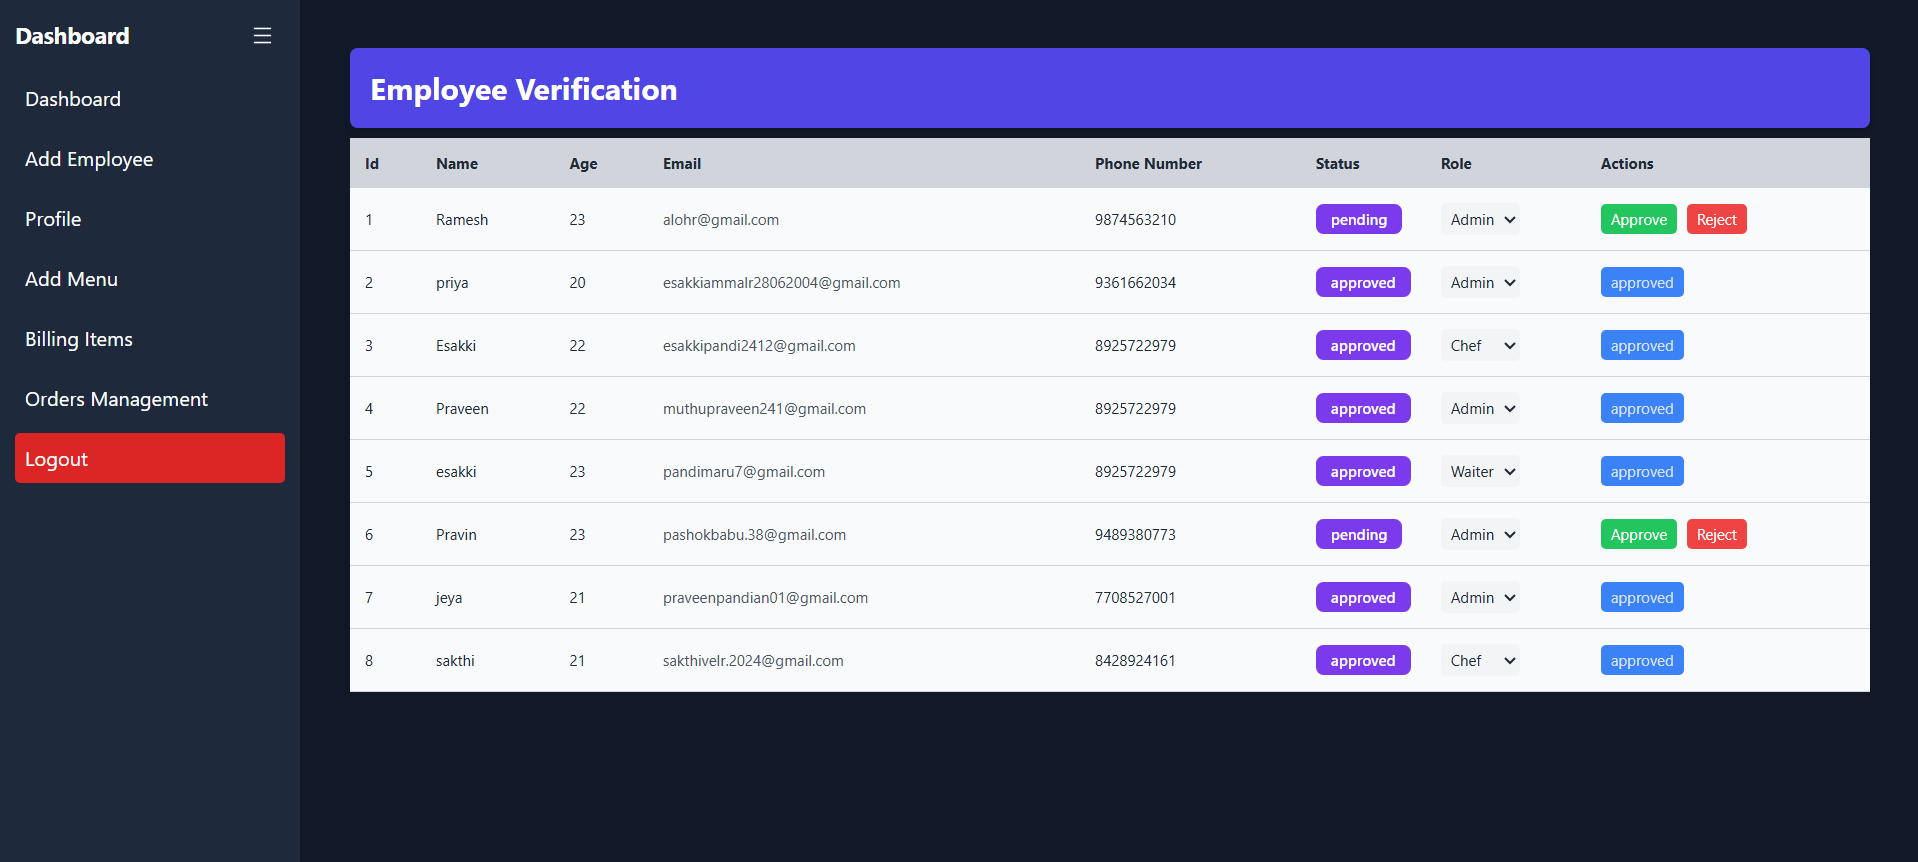 Dashboard
Dashboard
Add Employee
Profile
Add Menu
Billing Items
Orders Management
Logout
Employee Verification
Id Name Age Email Phone Number Status Role Actions
1 Ramesh 23 alohr@gmail.com 9874563210 pending Admin Approve Reject
2 priya 20 esakkiammalr28062004@gmail.com 9361662034 approved Admin approved
3 Esakki 22 esakkipandi2412@gmail.com 8925722979 approved Chef approved
4 Praveen 22 muthupraveen241@gmail.com 8925722979 approved Admin approved
5 esakki 23 pandimaru7@gmail.com 8925722979 approved Waiter approved
6 Pravin 23 pashokbabu.38@gmail.com 9489380773 pending Admin Approve Reject
7 jeya 21 praveenpandian01@gmail.com 7708527001 approved Admin approved
8 sakthi 21 sakthivelr.2024@gmail.com 8428924161 approved Chef approved